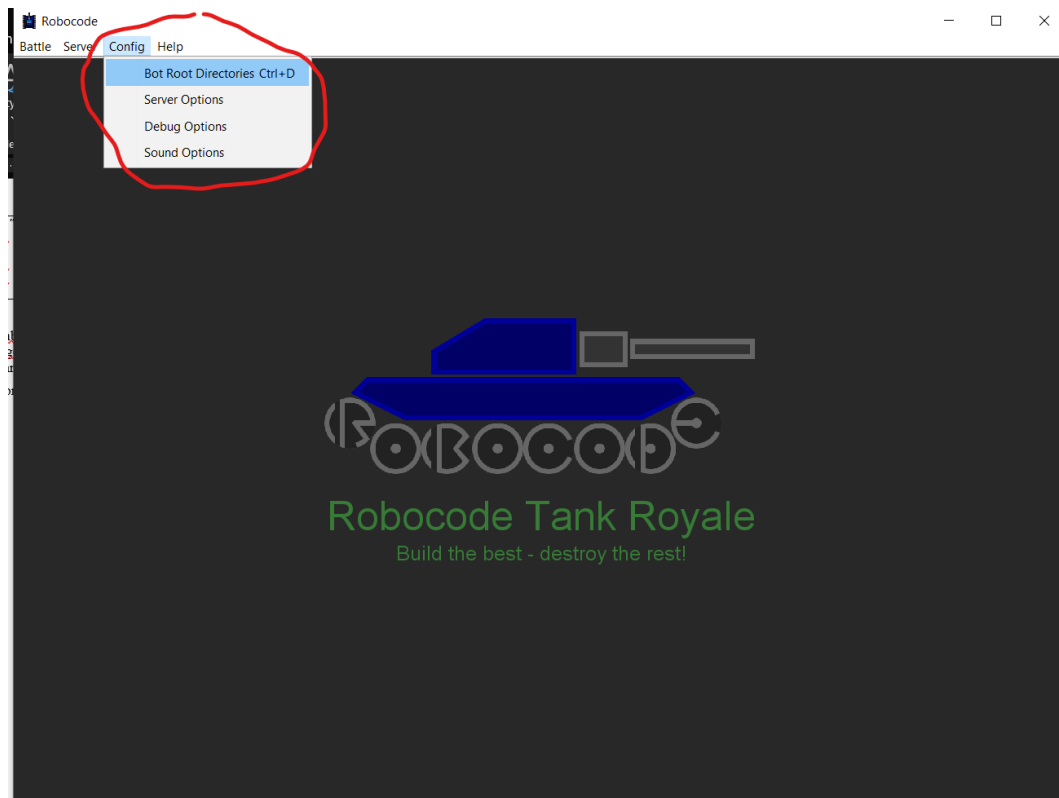 Robocode
Battle Server Config Help
Bot Root Directories Ctrl+D
Server Options
Debug Options
Sound Options
ROBOCODE
Robocode Tank Royale
Build the best - destroy the rest!